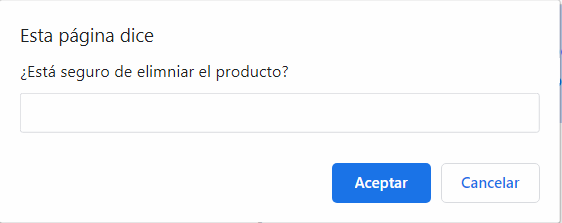 Esta página dice
¿Está seguro de elimniar el producto?
Aceptar
Cancelar